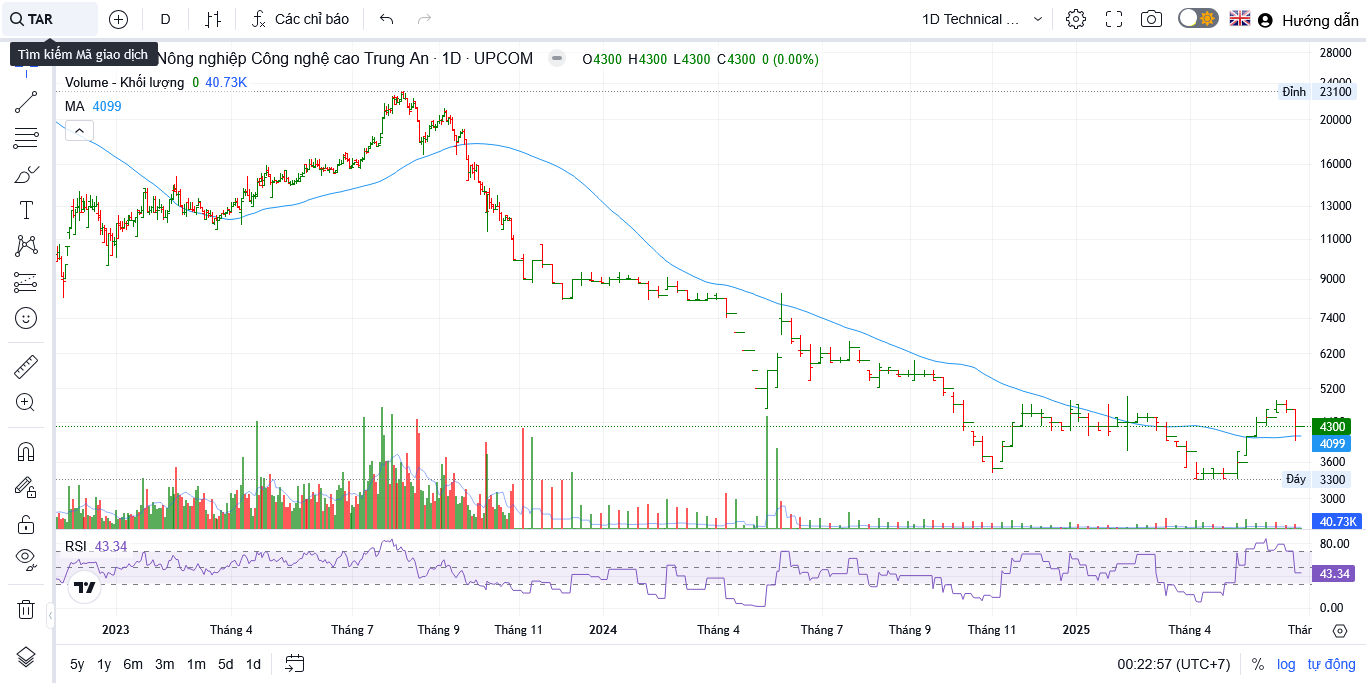 TAR D Các chỉ báo 1D Technical ... Hướng dẫn
Tìm kiếm Mã giao dịch
Nông nghiệp Công nghệ cao Trung An · 1D · UPCOM O4300 H4300 L4300 C4300 0 (0.00%)
Volume - Khối lượng 0 40.73K
MA 4099
28000
24000
Đỉnh 23100
20000
16000
13000
11000
9000
7400
6200
5200
4300
4099
3600
Đáy 3300
3000
40.73K
RSI 43.34
80.00
43.34
0.00
2023 Tháng 4 Tháng 7 Tháng 9 Tháng 11 2024 Tháng 4 Tháng 7 Tháng 9 Tháng 11 2025 Tháng 4 Thár
5y 1y 6m 3m 1m 5d 1d 00:22:57 (UTC+7) % log tự động